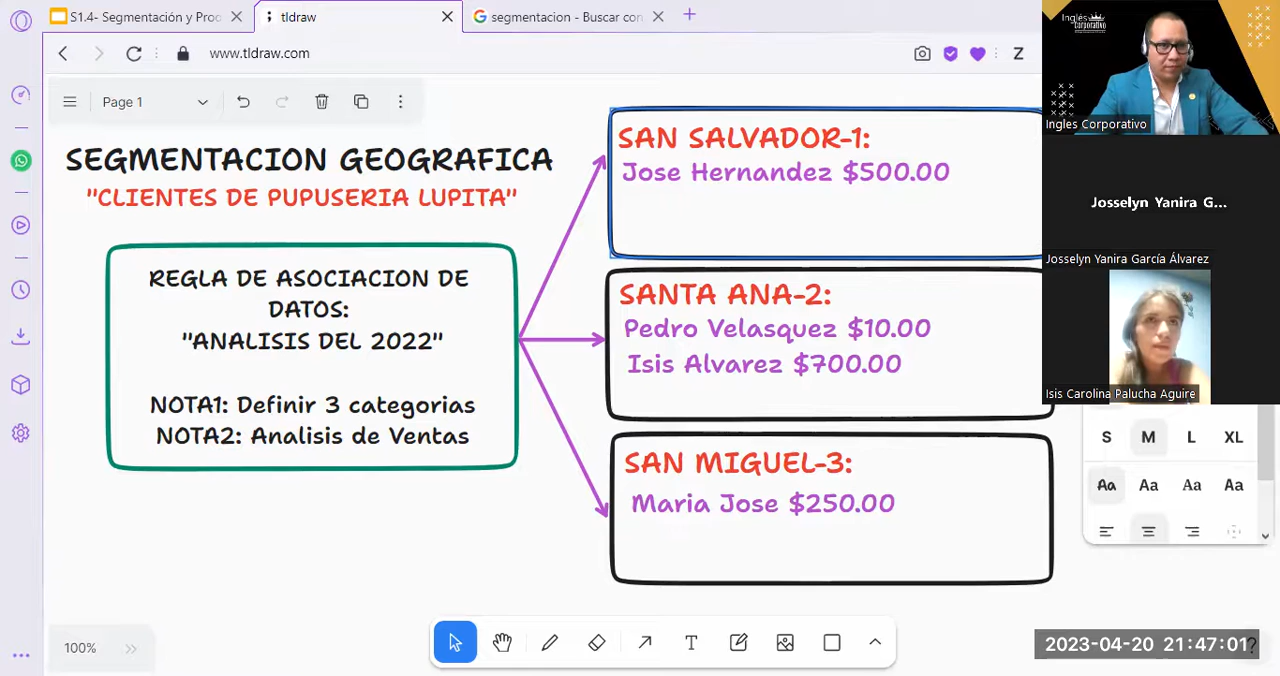 S1.4- Segmentación y Proc
tldraw
segmentacion - Buscar con
www.tldraw.com
Z
Page 1
SEGMENTACION GEOGRAFICA
"CLIENTES DE PUPUSERIA LUPITA"
REGLA DE ASOCIACION DE
DATOS:
"ANALISIS DEL 2022"
NOTA1: Definir 3 categorias
NOTA2: Analisis de Ventas
SAN SALVADOR-1:
Jose Hernandez $500.00
SANTA ANA-2:
Pedro Velasquez $10.00
Isis Alvarez $700.00
SAN MIGUEL-3:
Maria Jose $250.00
Inglés
Corporativo
Ingles Corporativo
Josselyn Yanira G...
Josselyn Yanira García Álvarez
Isis Carolina Palucha Aguire
S M L XL
Aa Aa Aa Aa
100%
T
2023-04-20 21:47:01
?